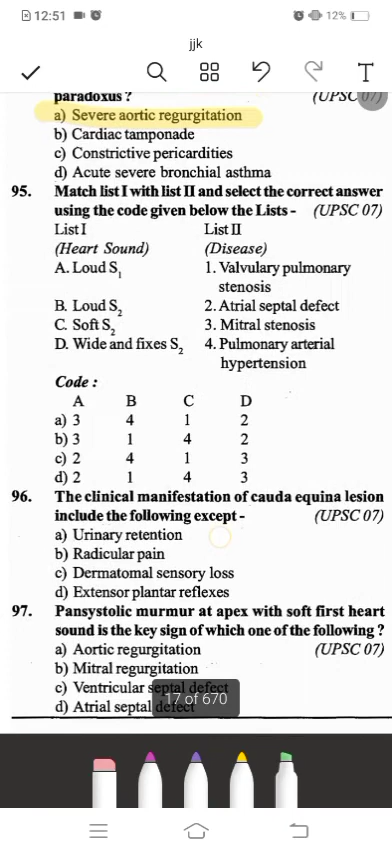 12:51
12%
jjk
T
paradoxus ? (UPSC 07)
a) Severe aortic regurgitation
b) Cardiac tamponade
c) Constrictive pericardities
d) Acute severe bronchial asthma
95. Match list I with list II and select the correct answer
using the code given below the Lists - (UPSC 07)
List I List II
(Heart Sound) (Disease)
A. Loud S₁ 1. Valvulary pulmonary
stenosis
B. Loud S₂ 2. Atrial septal defect
C. Soft S₂ 3. Mitral stenosis
D. Wide and fixes S₂ 4. Pulmonary arterial
hypertension
Code :
A B C D
a) 3 4 1 2
b) 3 1 4 2
c) 2 4 1 3
d) 2 1 4 3
96. The clinical manifestation of cauda equina lesion
include the following except - (UPSC 07)
a) Urinary retention
b) Radicular pain
c) Dermatomal sensory loss
d) Extensor plantar reflexes
97. Pansystolic murmur at apex with soft first heart
sound is the key sign of which one of the following ?
a) Aortic regurgitation (UPSC 07)
b) Mitral regurgitation
c) Ventricular septal defect
d) Atrial septal defect
17 of 670